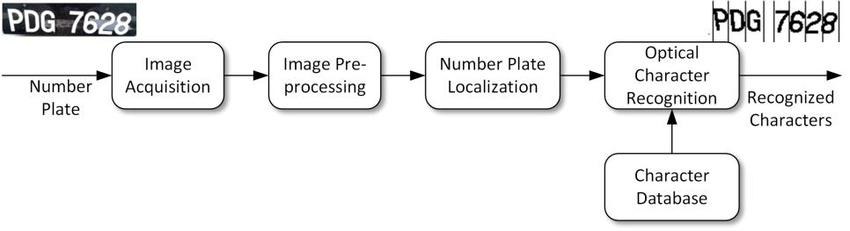 PDG 7628
PDG 7628
Number
Plate
Image
Acquisition
Image Pre-
processing
Number Plate
Localization
Optical
Character
Recognition
Recognized
Characters
Character
Database